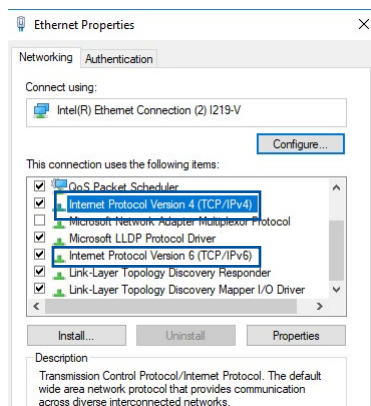 Ethernet Properties
Networking Authentication
Connect using:
Intel(R) Ethernet Connection (2) I219-V
Configure...
This connection uses the following items:
QoS Packet Scheduler
Internet Protocol Version 4 (TCP/IPv4)
Microsoft Network Adapter Multiplexor Protocol
Microsoft LLDP Protocol Driver
Internet Protocol Version 6 (TCP/IPv6)
Link-Layer Topology Discovery Responder
Link-Layer Topology Discovery Mapper I/O Driver
Install... Uninstall Properties
Description
Transmission Control Protocol/Internet Protocol. The default
wide area network protocol that provides communication
across diverse interconnected networks.